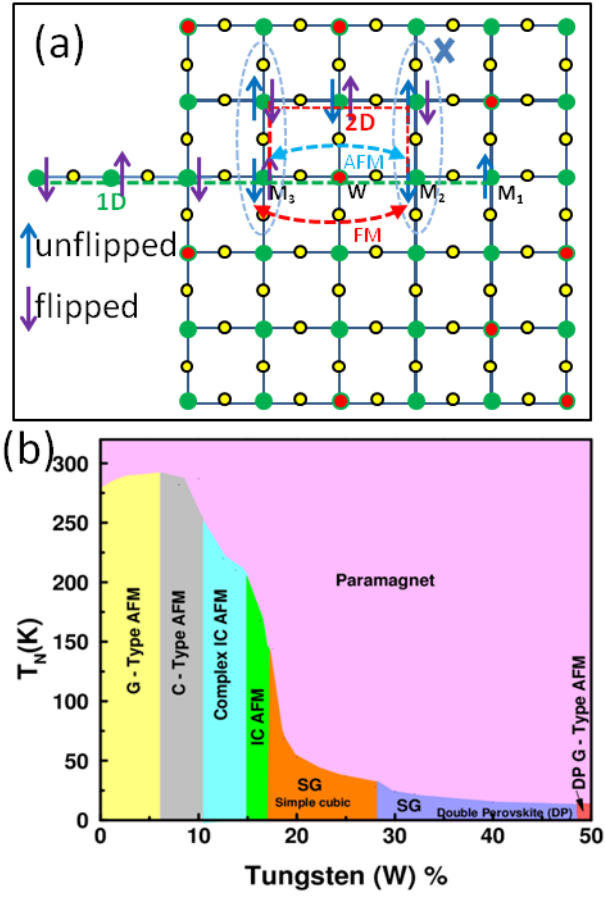 (a)
X
2D
AFM
M3
W
M2
M1
1D
FM
unflipped
flipped
(b)
300
250
200
150
100
50
0
TN(K)
G - Type AFM
C - Type AFM
Complex IC AFM
IC AFM
Paramagnet
SG
Simple cubic
SG
Double Perovskite (DP)
DP G - Type AFM
0
10
20
30
40
50
Tungsten (W) %